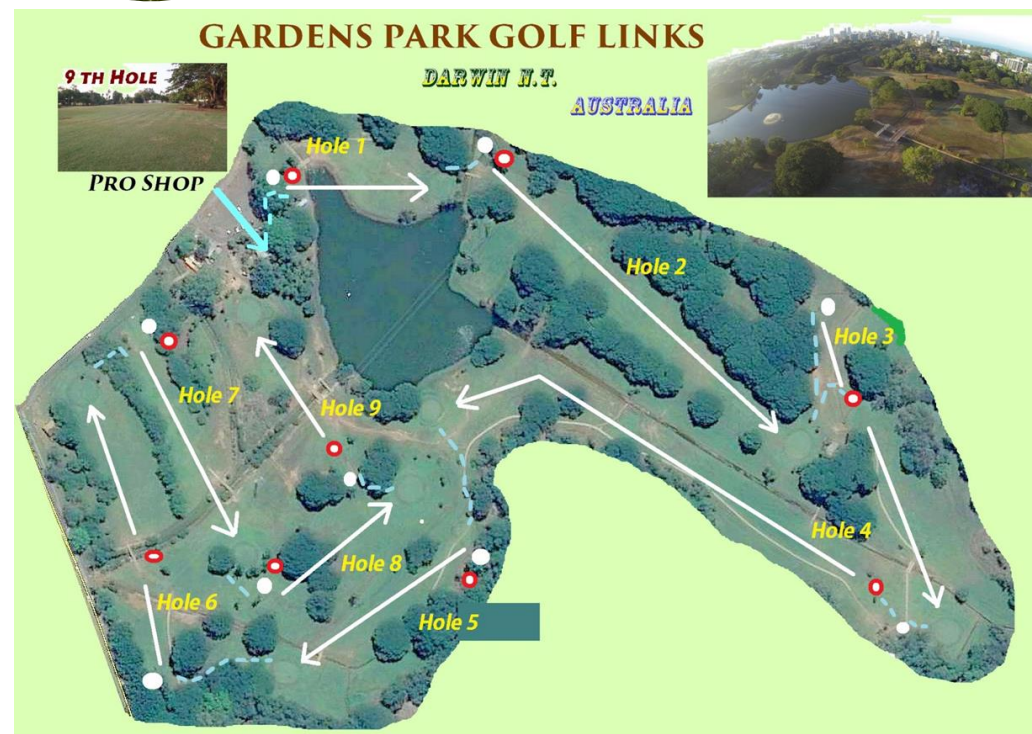 GARDENS PARK GOLF LINKS
DARWIN N.T.
AUSTRALIA
9 TH HOLE
PRO SHOP
Hole 1
Hole 2
Hole 3
Hole 7
Hole 9
Hole 4
Hole 8
Hole 6
Hole 5